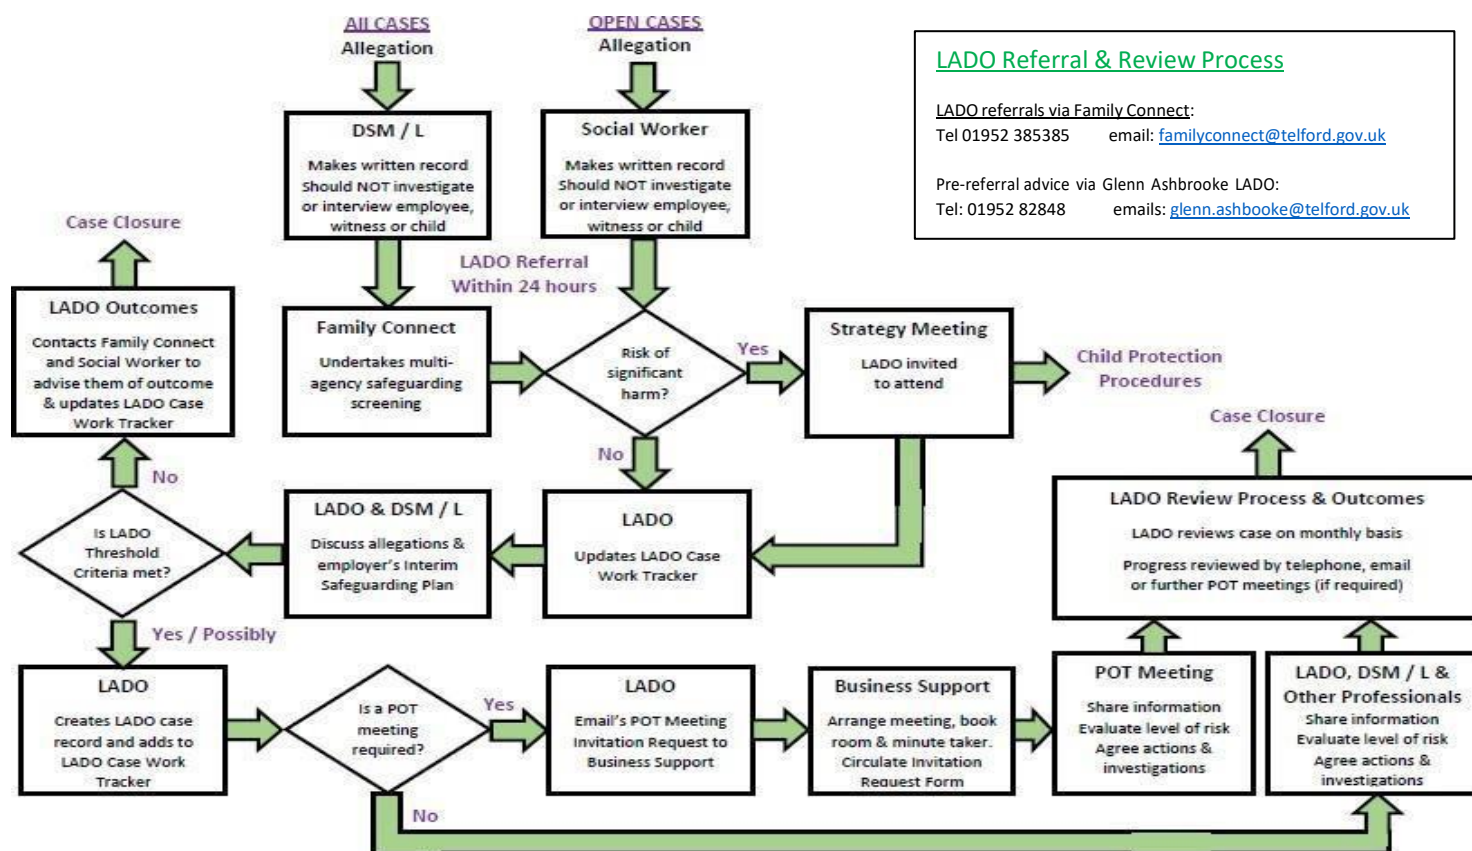 All CASES
Allegation
OPEN CASES
Allegation
LADO Referral & Review Process
LADO referrals via Family Connect:
Tel 01952 385385 email: familyconnect@telford.gov.uk
Pre-referral advice via Glenn Ashbrooke LADO:
Tel: 01952 82848 emails: glenn.ashbooke@telford.gov.uk
DSM / L
Makes written record
Should NOT investigate
or interview employee,
witness or child
Social Worker
Makes written record
Should NOT investigate
or interview employee,
witness or child
LADO Referral
Within 24 hours
Case Closure
LADO Outcomes
Contacts Family Connect
and Social Worker to
advise them of outcome
& updates LADO Case
Work Tracker
Family Connect
Undertakes multi-
agency safeguarding
screening
Risk of
significant
harm?
Yes
Strategy Meeting
LADO invited
to attend
Child Protection
Procedures
No
Case Closure
No
Is LADO
Threshold
Criteria met?
LADO & DSM / L
Discuss allegations &
employer's Interim
Safeguarding Plan
LADO
Updates LADO Case
Work Tracker
LADO Review Process & Outcomes
LADO reviews case on monthly basis
Progress reviewed by telephone, email
or further POT meetings (if required)
Yes / Possibly
LADO
Creates LADO case
record and adds to
LADO Case Work
Tracker
Is a POT
meeting
required?
Yes
LADO
Email's POT Meeting
Invitation Request to
Business Support
Business Support
Arrange meeting, book
room & minute taker.
Circulate Invitation
Request Form
POT Meeting
Share information
Evaluate level of risk
Agree actions &
investigations
LADO, DSM / L &
Other Professionals
Share information
Evaluate level of risk
Agree actions &
investigations
No